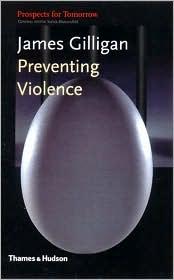 Prospects for Tomorrow
James Gilligan
Preventing
Violence
Thames & Hudson